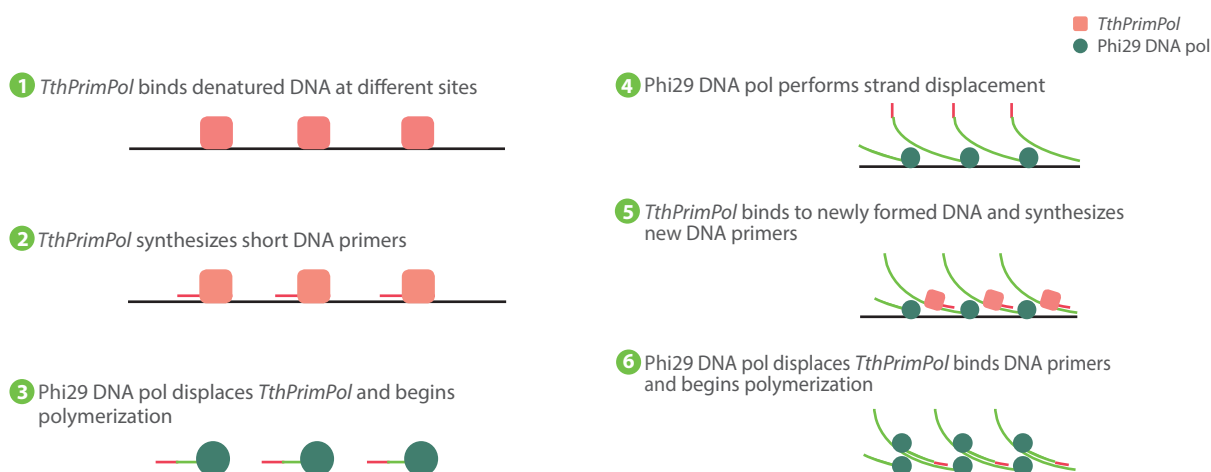 TthPrimPol
Phi29 DNA pol
1 TthPrimPol binds denatured DNA at different sites
2 TthPrimPol synthesizes short DNA primers
3 Phi29 DNA pol displaces TthPrimPol and begins
polymerization
4 Phi29 DNA pol performs strand displacement
5 TthPrimPol binds to newly formed DNA and synthesizes
new DNA primers
6 Phi29 DNA pol displaces TthPrimPol binds DNA primers
and begins polymerization